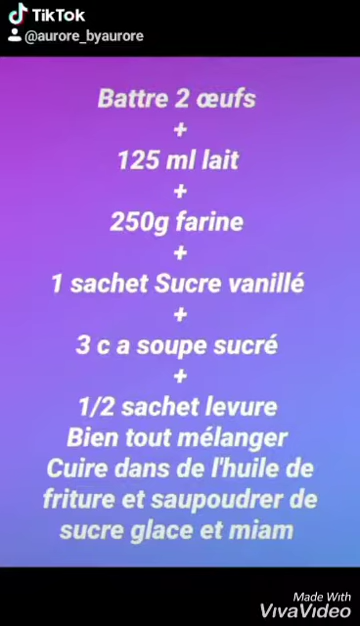 TikTok
@aurore_byaurore
Battre 2 œufs
+
125 ml lait
+
250g farine
+
1 sachet Sucre vanillé
+
3 c a soupe sucré
+
1/2 sachet levure
Bien tout mélanger
Cuire dans de l'huile de
friture et saupoudrer de
sucre glace et miam
Made With
VivaVideo